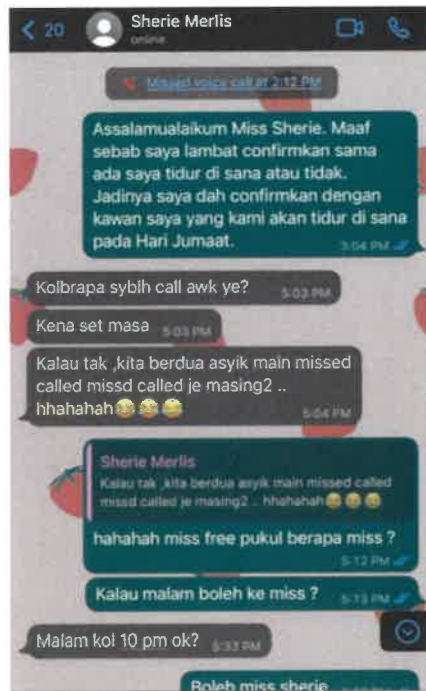 20
Sherie Merlis
online
Missed voice call at 2:12 PM
Assalamualaikum Miss Sherie. Maaf
sebab saya lambat confirmkan sama
ada saya tidur di sana atau tidak.
Jadinya saya dah confirmkan dengan
kawan saya yang kami akan tidur di sana
pada Hari Jumaat.
3:04 PM
Kolbrapa sybih call awk ye?
5:03 PM
Kena set masa
5:03 PM
Kalau tak ,kita berdua asyik main missed
called missd called je masing2 ..
hhahahah😂😂😂
5:04 PM
Sherie Merlis
Kalau tak ,kita berdua asyik main missed called
missd called je masing2 .. hhahahah😂😂😂
hahahah miss free pukul berapa miss ?
5:12 PM
Kalau malam boleh ke miss ?
5:13 PM
Malam kol 10 pm ok?
5:33 PM
Boleh miss sherie